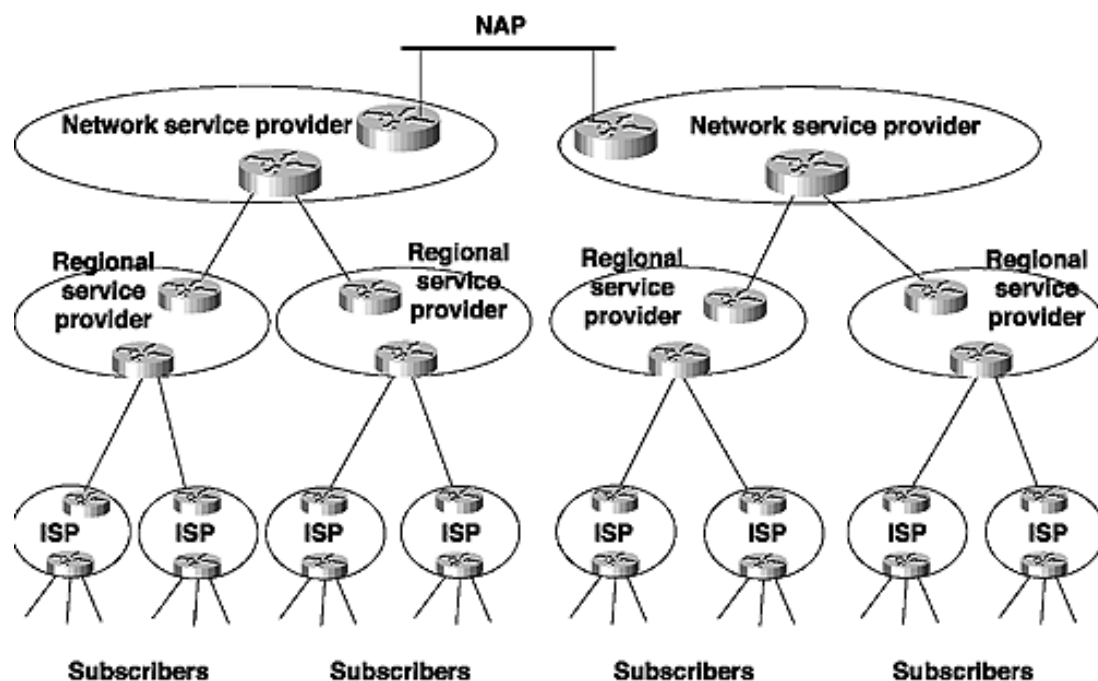 NAP
Network service provider
Network service provider
Regional
service
provider
Regional
service
provider
Regional
service
provider
Regional
service
provider
ISP
ISP
ISP
ISP
ISP
ISP
ISP
ISP
Subscribers
Subscribers
Subscribers
Subscribers